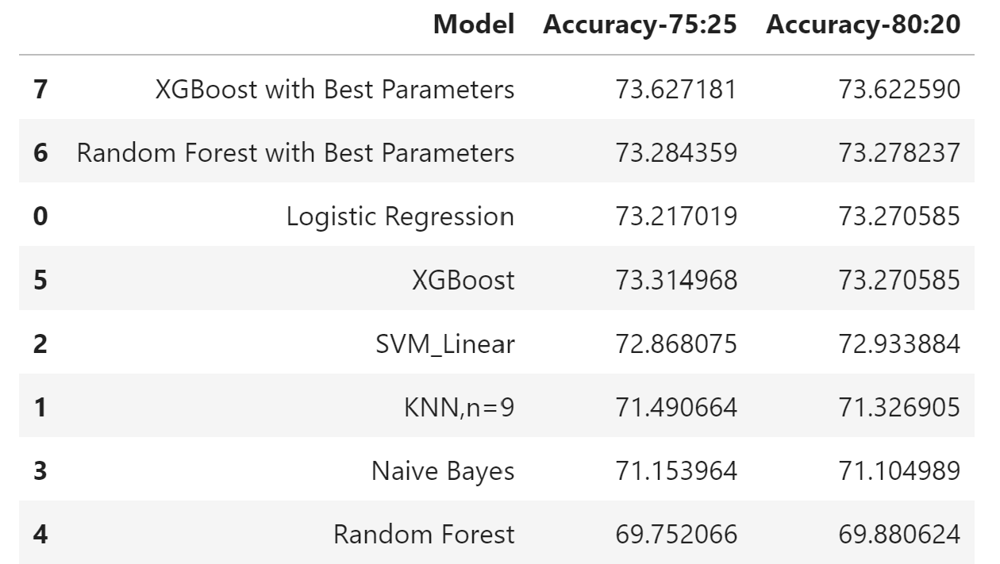 Model Accuracy-75:25 Accuracy-80:20
7 XGBoost with Best Parameters 73.627181 73.622590
6 Random Forest with Best Parameters 73.284359 73.278237
0 Logistic Regression 73.217019 73.270585
5 XGBoost 73.314968 73.270585
2 SVM_Linear 72.868075 72.933884
1 KNN,n=9 71.490664 71.326905
3 Naive Bayes 71.153964 71.104989
4 Random Forest 69.752066 69.880624